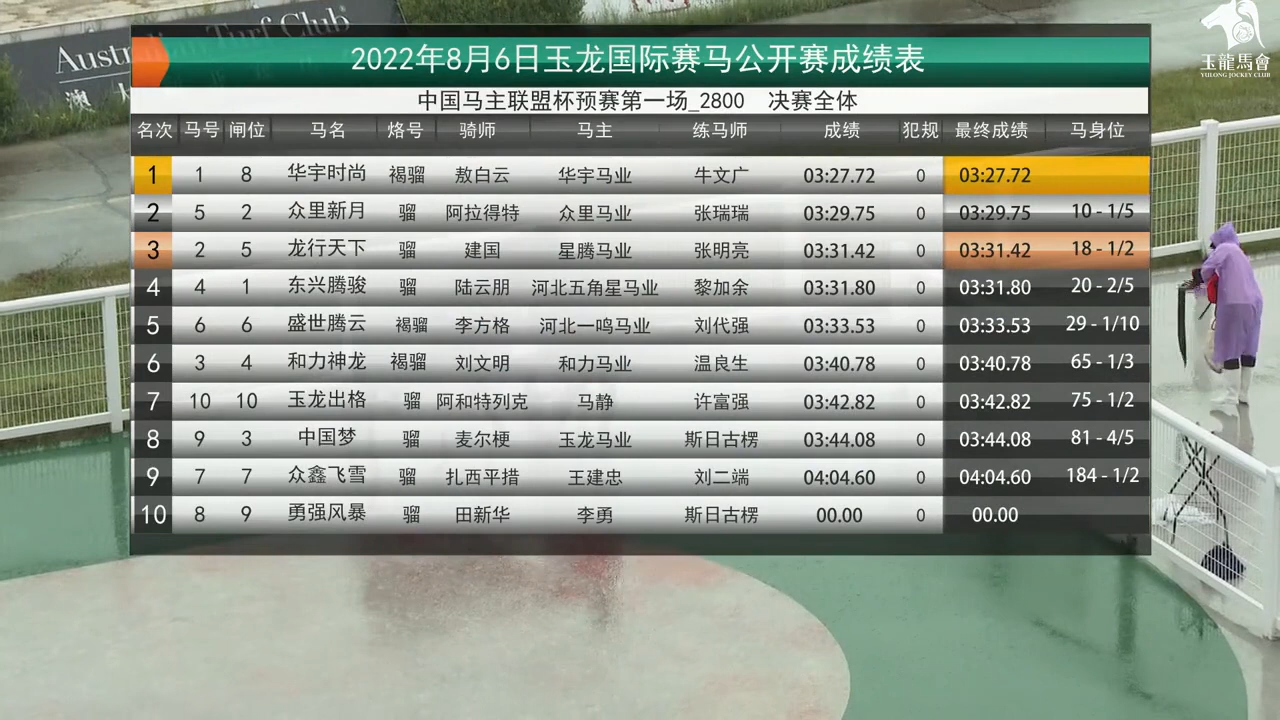 Australian Turf Club
澳
玉龍馬會
YULONG JOCKEY CLUB
2022年8月6日玉龙国际赛马公开赛成绩表
中国马主联盟杯预赛第一场_2800 决赛全体
名次 马号 闸位 马名 烙号 骑师 马主 练马师 成绩 犯规 最终成绩 马身位
1 1 8 华宇时尚 褐骝 敖白云 华宇马业 牛文广 03:27.72 0 03:27.72
2 5 2 众里新月 骝 阿拉得特 众里马业 张瑞瑞 03:29.75 0 03:29.75 10 - 1/5
3 2 5 龙行天下 骝 建国 星腾马业 张明亮 03:31.42 0 03:31.42 18 - 1/2
4 4 1 东兴腾骏 骝 陆云朋 河北五角星马业 黎加余 03:31.80 0 03:31.80 20 - 2/5
5 6 6 盛世腾云 褐骝 李方格 河北一鸣马业 刘代强 03:33.53 0 03:33.53 29 - 1/10
6 3 4 和力神龙 褐骝 刘文明 和力马业 温良生 03:40.78 0 03:40.78 65 - 1/3
7 10 10 玉龙出格 骝 阿和特列克 马静 许富强 03:42.82 0 03:42.82 75 - 1/2
8 9 3 中国梦 骝 麦尔梗 玉龙马业 斯日古楞 03:44.08 0 03:44.08 81 - 4/5
9 7 7 众鑫飞雪 骝 扎西平措 王建忠 刘二端 04:04.60 0 04:04.60 184 - 1/2
10 8 9 勇强风暴 骝 田新华 李勇 斯日古楞 00.00 0 00.00